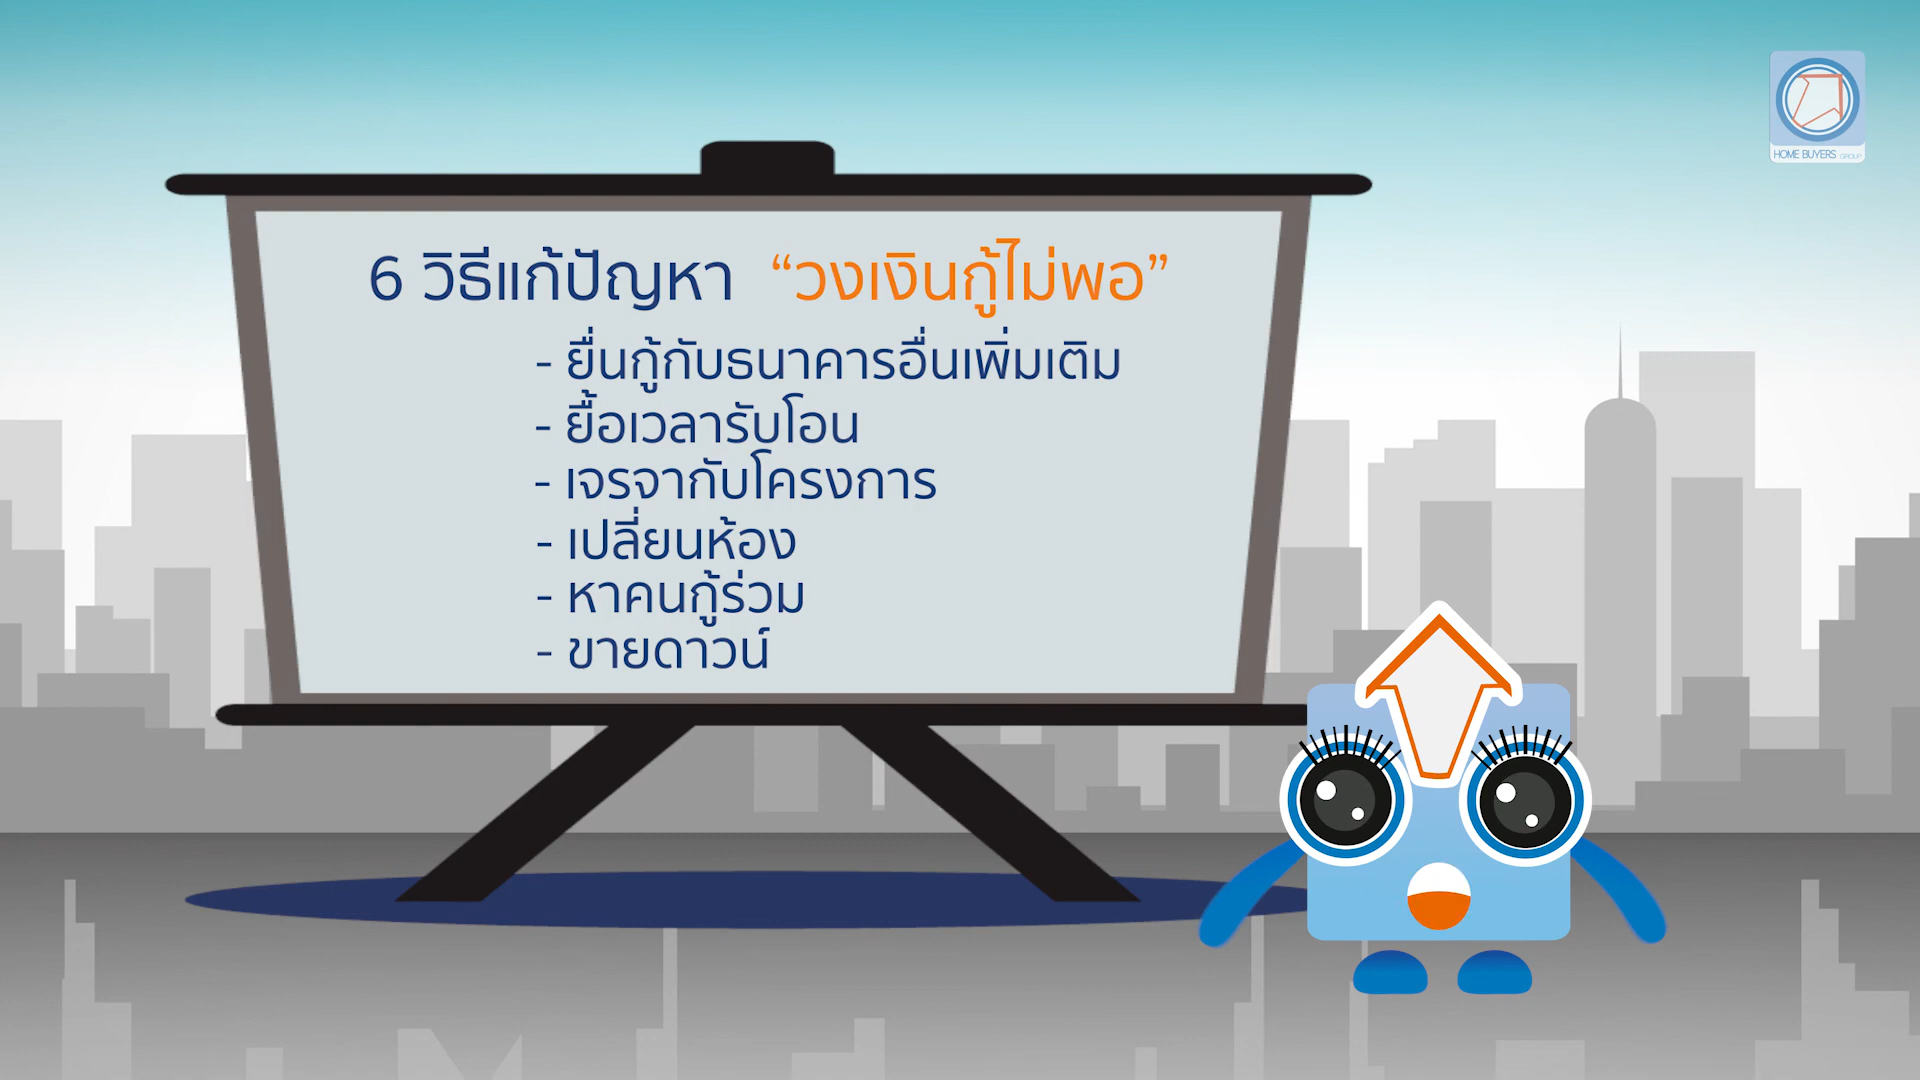 HOME BUYERS GROUP
6 วิธีแก้ปัญหา “วงเงินกู้ไม่พอ”
- ยื่นกู้กับธนาคารอื่นเพิ่มเติม
- ยื้อเวลารับโอน
- เจรจากับโครงการ
- เปลี่ยนห้อง
- หาคนกู้ร่วม
- ขายดาวน์